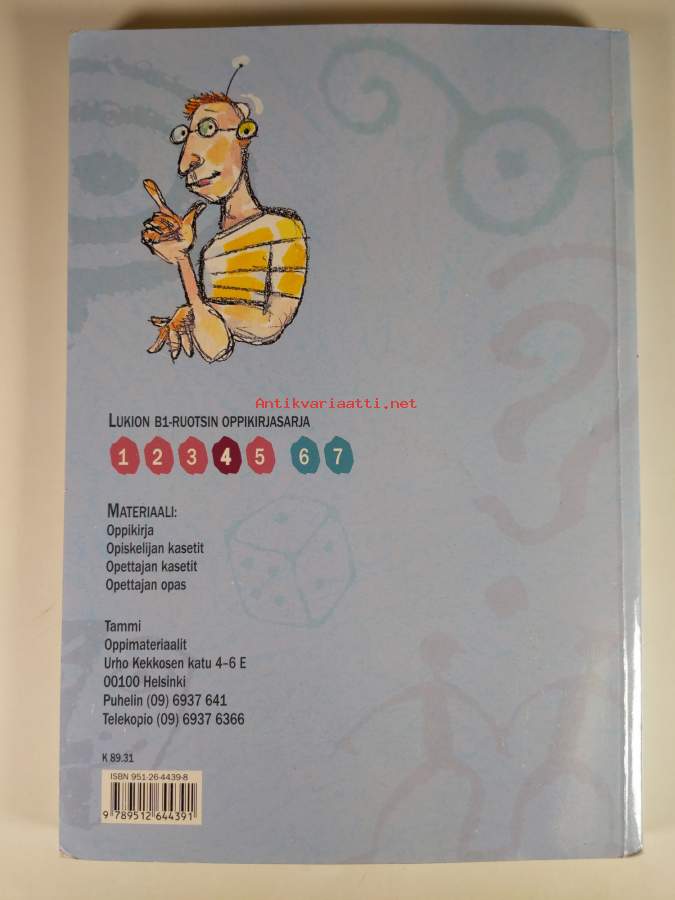 Antikvariaatti.net
LUKION B1-RUOTSIN OPPIKIRJASARJA
1 2 3 4 5 6 7
MATERIAALI:
Oppikirja
Opiskelijan kasetit
Opettajan kasetit
Opettajan opas
Tammi
Oppimateriaalit
Urho Kekkosen katu 4–6 E
00100 Helsinki
Puhelin (09) 6937 641
Telekopio (09) 6937 6366
K 89.31
ISBN 951-26-4439-8
9 789512 644391